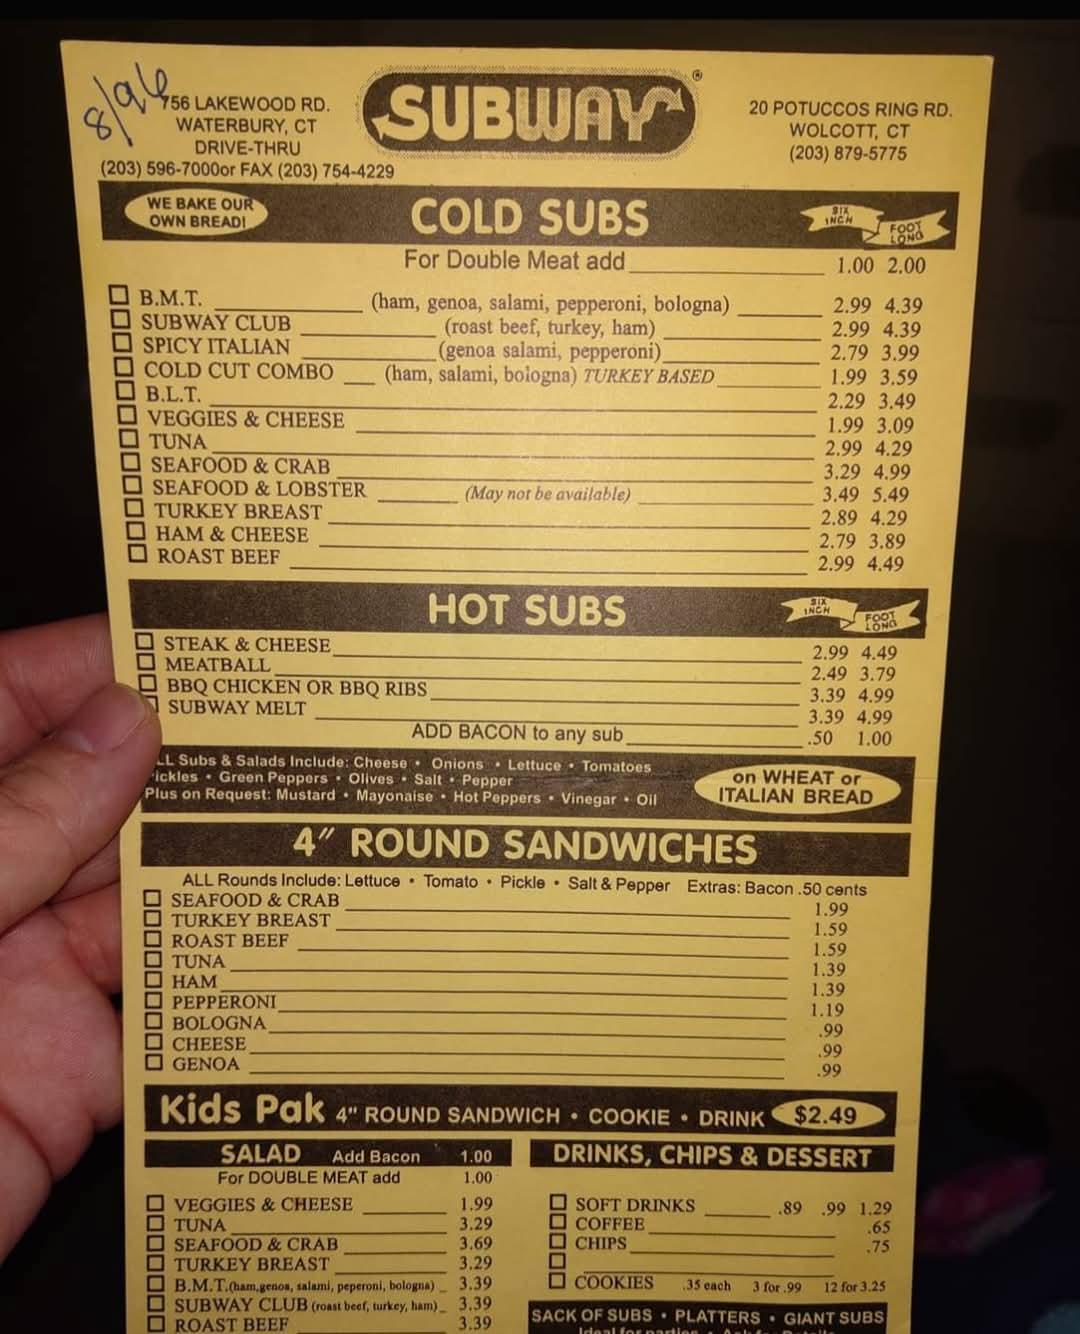 8/96
756 LAKEWOOD RD.
WATERBURY, CT
DRIVE-THRU
(203) 596-7000or FAX (203) 754-4229
SUBWAY®
20 POTUCCOS RING RD.
WOLCOTT, CT
(203) 879-5775
WE BAKE OUR
OWN BREAD!
COLD SUBS
SIX INCH
FOOT LONG
For Double Meat add 1.00 2.00
B.M.T. (ham, genoa, salami, pepperoni, bologna) 2.99 4.39
SUBWAY CLUB (roast beef, turkey, ham) 2.99 4.39
SPICY ITALIAN (genoa salami, pepperoni) 2.79 3.99
COLD CUT COMBO (ham, salami, bologna) TURKEY BASED 1.99 3.59
B.L.T. 2.29 3.49
VEGGIES & CHEESE 1.99 3.09
TUNA 2.99 4.29
SEAFOOD & CRAB 3.29 4.99
SEAFOOD & LOBSTER (May not be available) 3.49 5.49
TURKEY BREAST 2.89 4.29
HAM & CHEESE 2.79 3.89
ROAST BEEF 2.99 4.49
HOT SUBS
SIX INCH
FOOT LONG
STEAK & CHEESE 2.99 4.49
MEATBALL 2.49 3.79
BBQ CHICKEN OR BBQ RIBS 3.39 4.99
SUBWAY MELT 3.39 4.99
ADD BACON to any sub .50 1.00
LL Subs & Salads Include: Cheese • Onions • Lettuce • Tomatoes
ickles • Green Peppers • Olives • Salt • Pepper
Plus on Request: Mustard • Mayonaise • Hot Peppers • Vinegar • Oil
on WHEAT or
ITALIAN BREAD
4" ROUND SANDWICHES
ALL Rounds Include: Lettuce • Tomato • Pickle • Salt & Pepper Extras: Bacon .50 cents
SEAFOOD & CRAB 1.99
TURKEY BREAST 1.59
ROAST BEEF 1.59
TUNA 1.39
HAM 1.39
PEPPERONI 1.19
BOLOGNA .99
CHEESE .99
GENOA .99
Kids Pak 4" ROUND SANDWICH • COOKIE • DRINK $2.49
SALAD Add Bacon 1.00
For DOUBLE MEAT add 1.00
VEGGIES & CHEESE 1.99
TUNA 3.29
SEAFOOD & CRAB 3.69
TURKEY BREAST 3.29
B.M.T.(ham,genoa, salami, peperoni, bologna) 3.39
SUBWAY CLUB (roast beef, turkey, ham) 3.39
ROAST BEEF 3.39
DRINKS, CHIPS & DESSERT
SOFT DRINKS .89 .99 1.29
COFFEE .65
CHIPS .75
COOKIES .35 each 3 for .99 12 for 3.25
SACK OF SUBS • PLATTERS • GIANT SUBS
Ideal for parties •